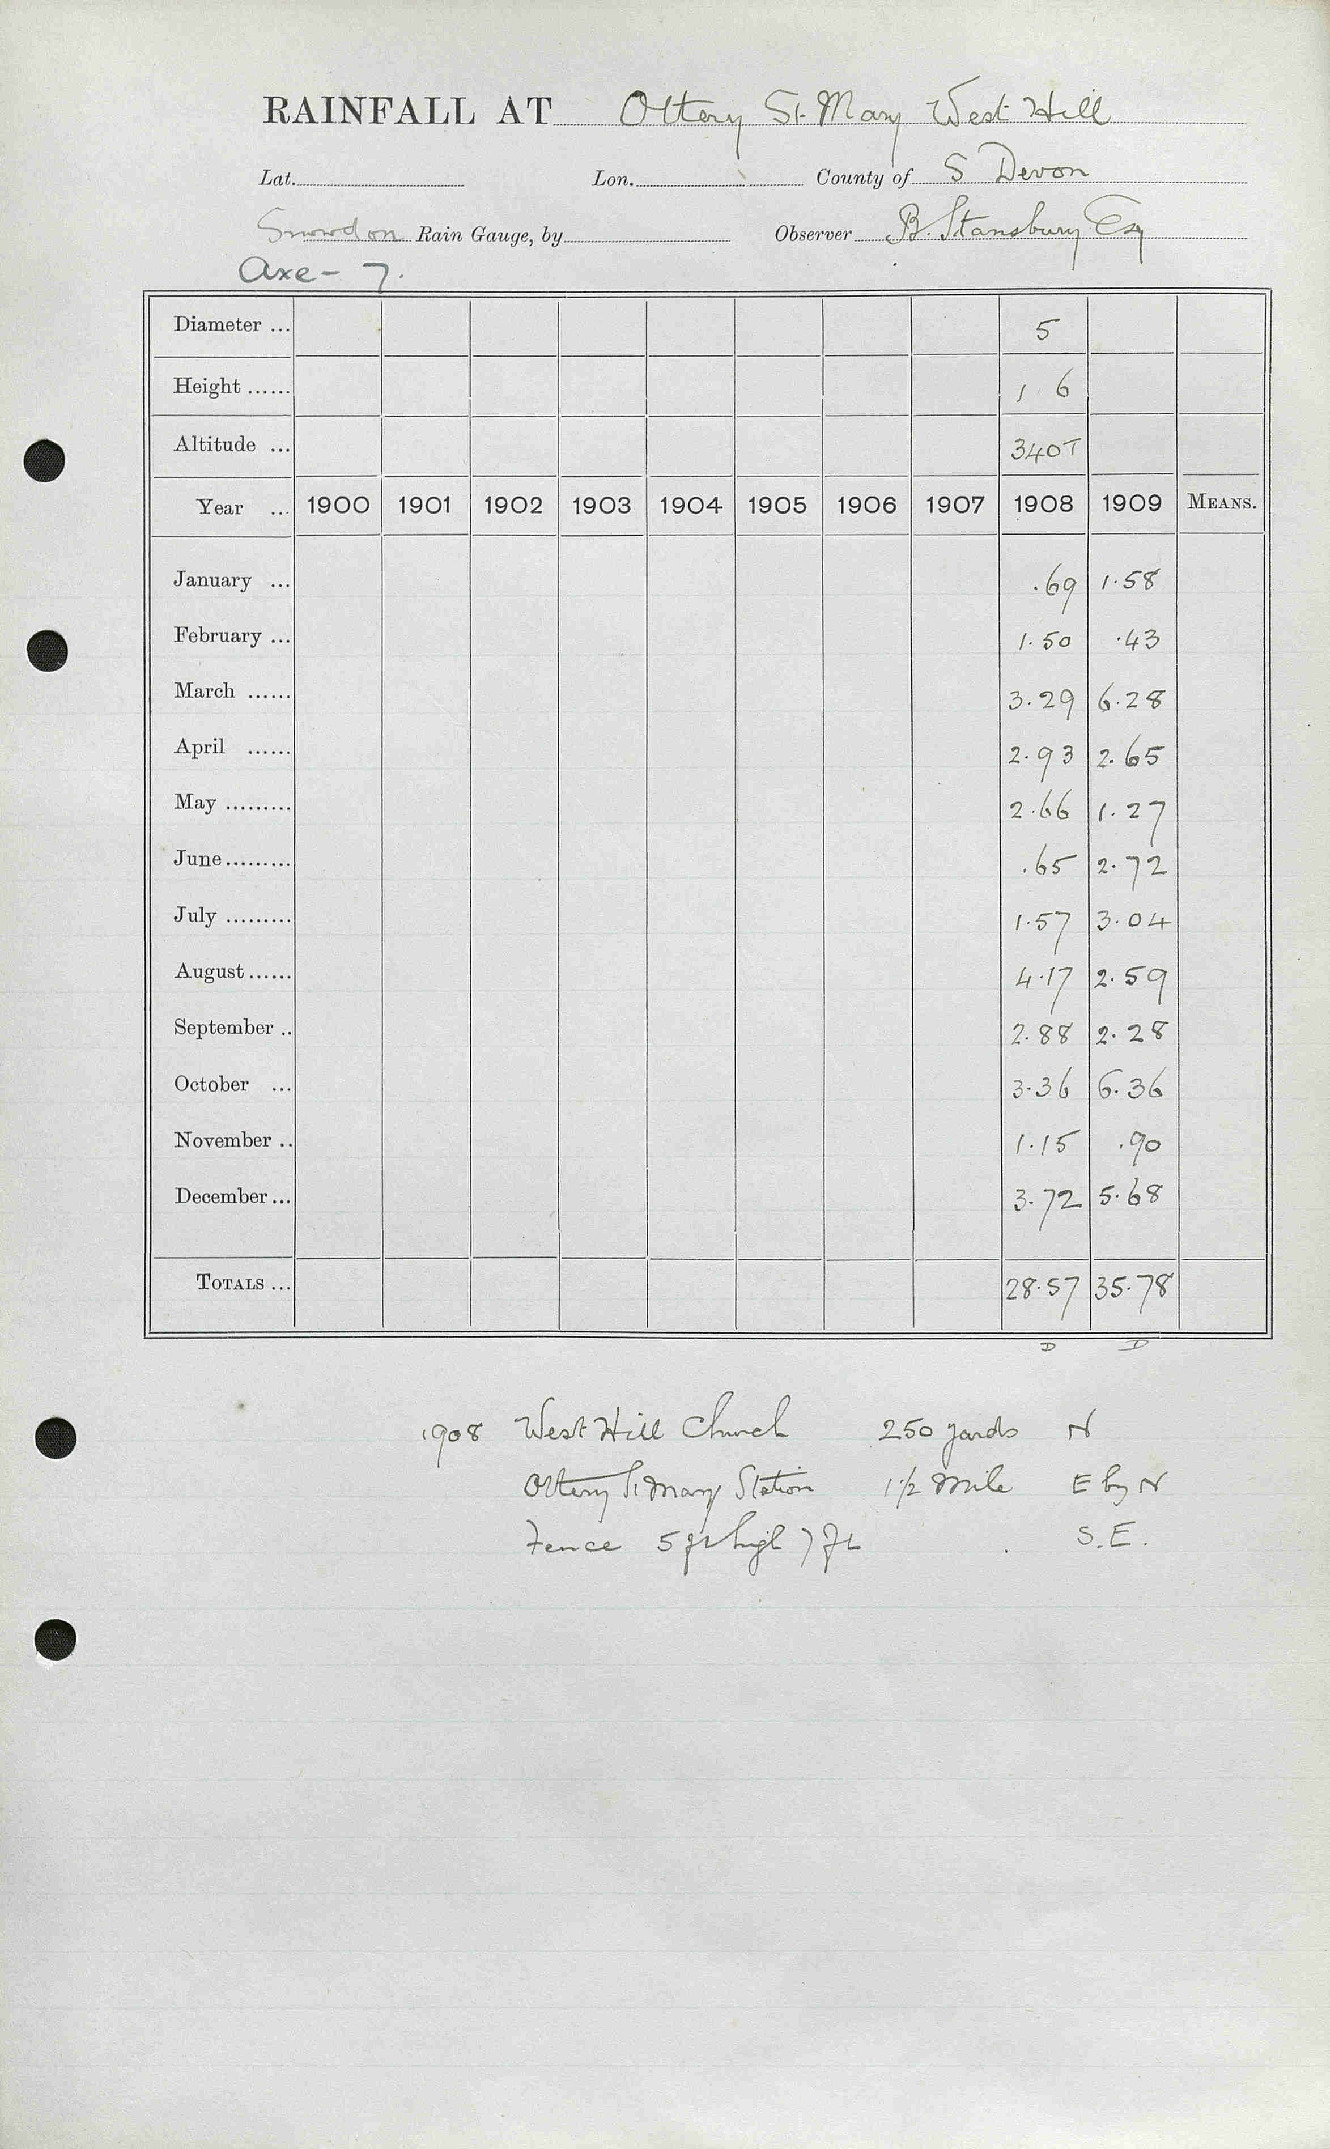 RAINFALL AT Ottery St. Mary West Hill
Lat. Lon. County of S Devon
Snowdon Rain Gauge, by Observer B. Stansbury Esq
Axe - 7.
Diameter ... 5
Height ...... 1 6
Altitude ... 340T
Year ... 1900 1901 1902 1903 1904 1905 1906 1907 1908 1909 MEANS.
January ... .69 1.58
February ... 1.50 .43
March ...... 3.29 6.28
April ...... 2.93 2.65
May ......... 2.66 1.27
June ......... .65 2.72
July ......... 1.57 3.04
August ...... 4.17 2.59
September .. 2.88 2.28
October ... 3.36 6.36
November .. 1.15 .90
December ... 3.72 5.68
TOTALS ... 28.57 35.78
D D
1908 West Hill Church 250 yards N
Ottery St Mary Station 1 1/2 Mile E by N
Fence 5 ft high 7 ft S.E.